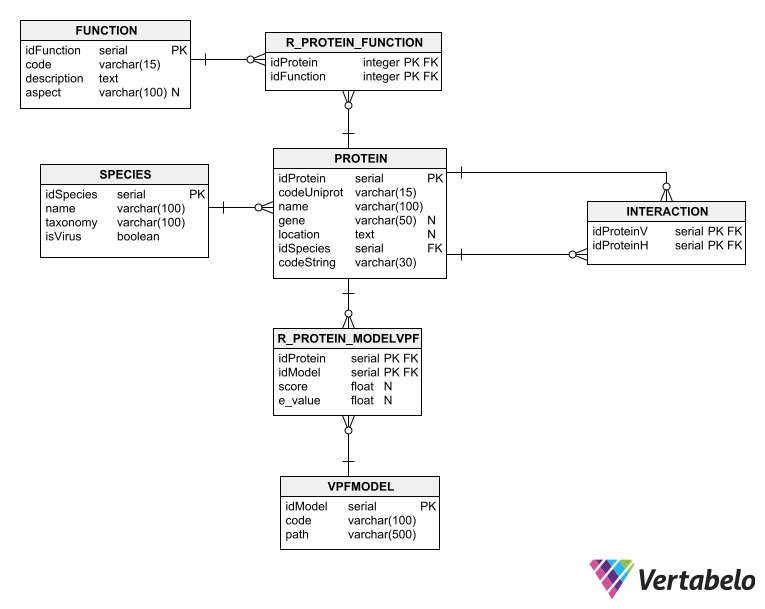 FUNCTION
idFunction serial PK
code varchar(15)
description text
aspect varchar(100) N
R_PROTEIN_FUNCTION
idProtein integer PK FK
idFunction integer PK FK
SPECIES
idSpecies serial PK
name varchar(100)
taxonomy varchar(100)
isVirus boolean
PROTEIN
idProtein serial PK
codeUniprot varchar(15)
name varchar(100)
gene varchar(50) N
location text N
idSpecies serial FK
codeString varchar(30)
INTERACTION
idProteinV serial PK FK
idProteinH serial PK FK
R_PROTEIN_MODELVPF
idProtein serial PK FK
idModel serial PK FK
score float N
e_value float N
VPFMODEL
idModel serial PK
code varchar(100)
path varchar(500)
Vertabelo